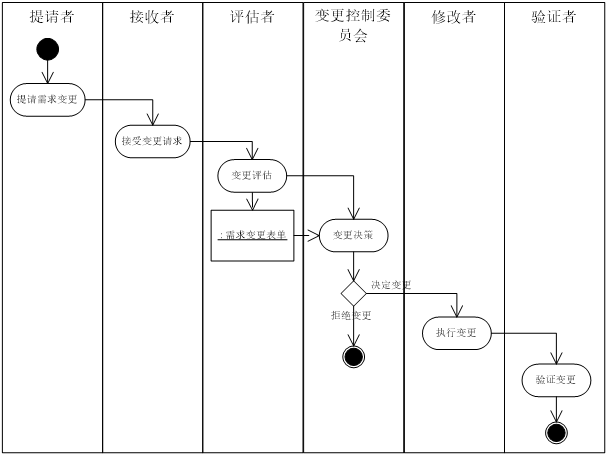 提请者
接收者
评估者
变更控制委
员会
修改者
验证者
提请需求变更
接受变更请求
变更评估
:需求变更表单
变更决策
决定变更
拒绝变更
执行变更
验证变更